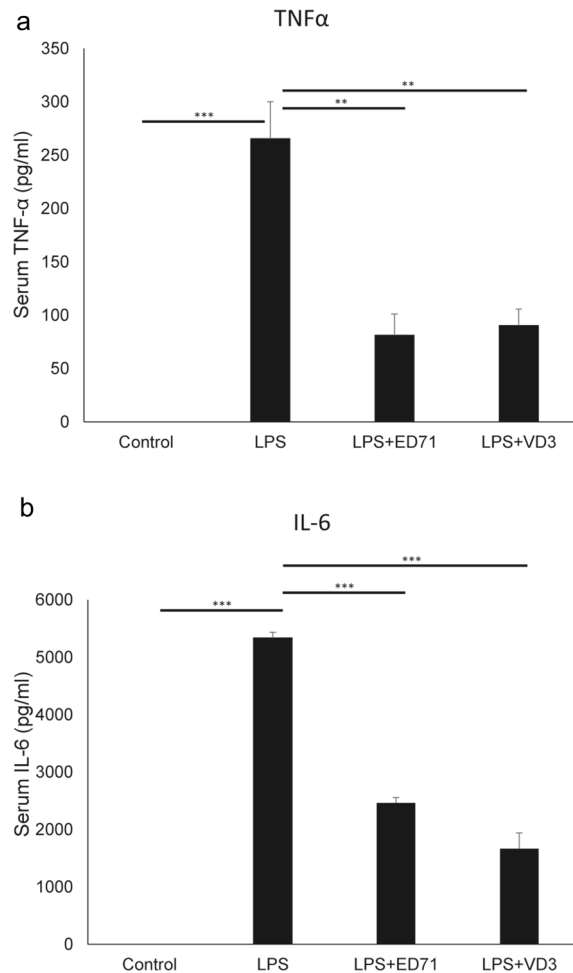 a
TNFα
350
300
250
200
150
100
50
0
Serum TNF-α (pg/ml)
**
**
***
Control LPS LPS+ED71 LPS+VD3
b
IL-6
***
***
***
6000
5000
4000
3000
2000
1000
0
Serum IL-6 (pg/ml)
Control LPS LPS+ED71 LPS+VD3